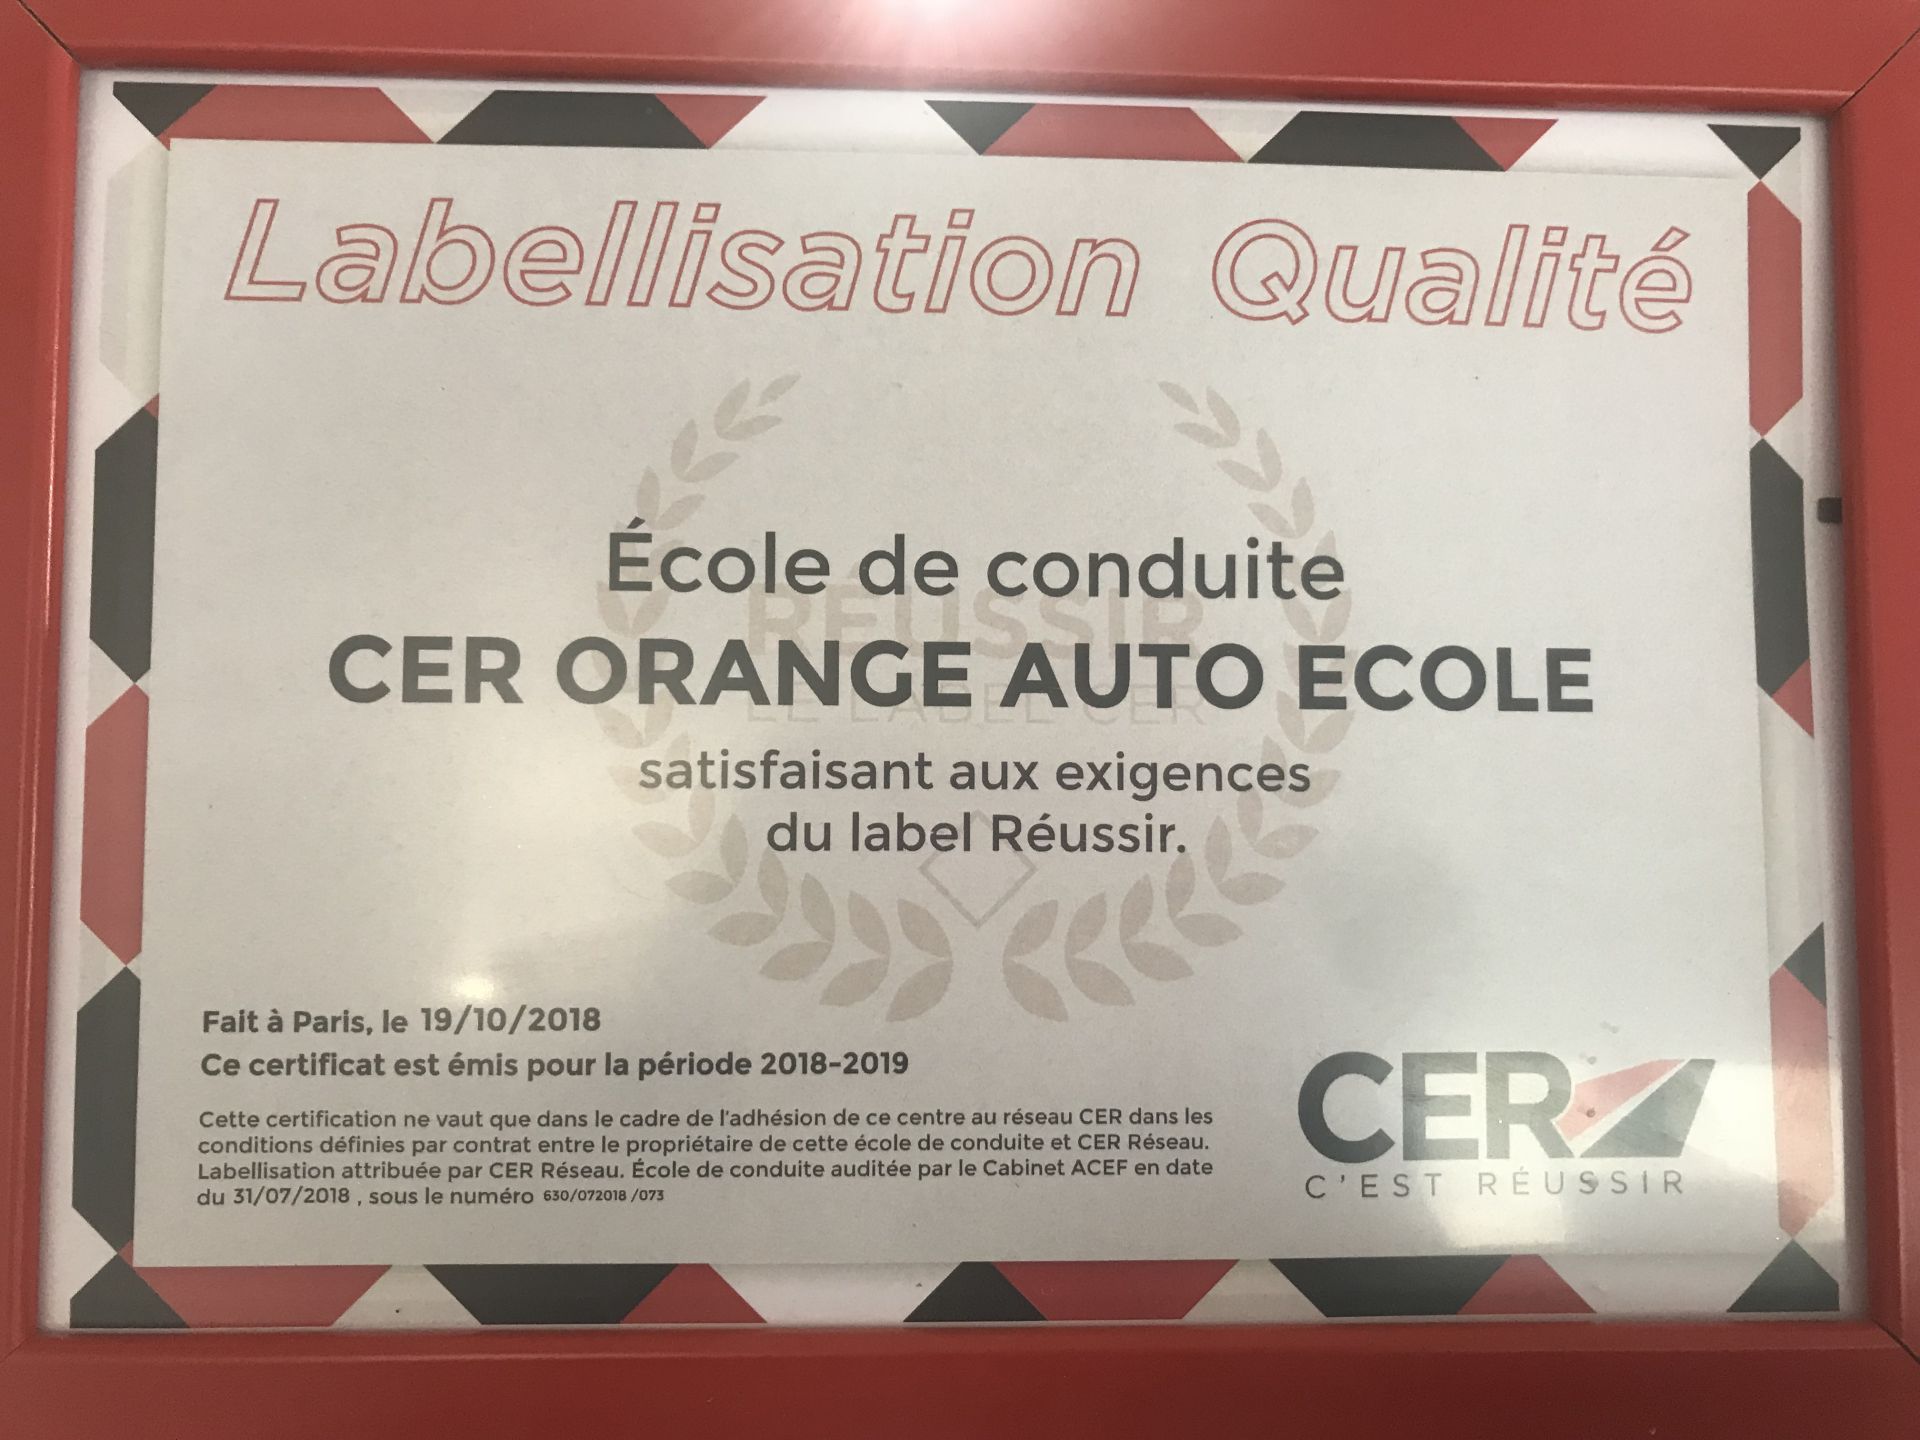 Labellisation Qualité
École de conduite
RÉUSSIR
CER ORANGE AUTO ECOLE
LE LABEL CER
satisfaisant aux exigences
du label Réussir.
Fait à Paris, le 19/10/2018
Ce certificat est émis pour la période 2018-2019
Cette certification ne vaut que dans le cadre de l'adhésion de ce centre au réseau CER dans les
conditions définies par contrat entre le propriétaire de cette école de conduite et CER Réseau.
Labellisation attribuée par CER Réseau. École de conduite auditée par le Cabinet ACEF en date
du 31/07/2018 , sous le numéro 630/072018 /073
CER
C'EST RÉUSSIR